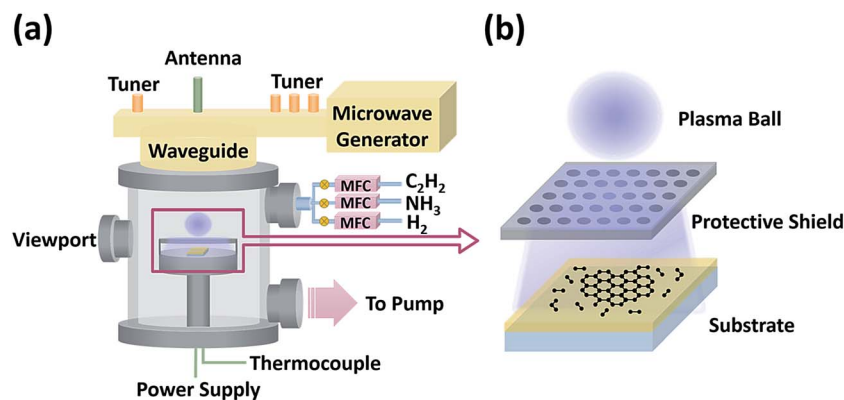 (a)
Antenna
Tuner
Tuner
Microwave
Generator
Waveguide
MFC
C₂H₂
MFC
NH₃
MFC
H₂
Viewport
To Pump
Thermocouple
Power Supply
(b)
Plasma Ball
Protective Shield
Substrate